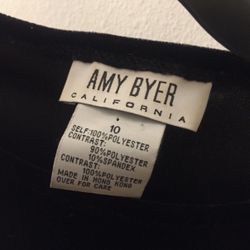 AMY BYER
CALIFORNIA
10
SELF:100%POLYESTER
CONTRAST:
90%POLYESTER
10%SPANDEX
CONTRAST:
100%POLYESTER
MADE IN HONG KONG
OVER FOR CARE